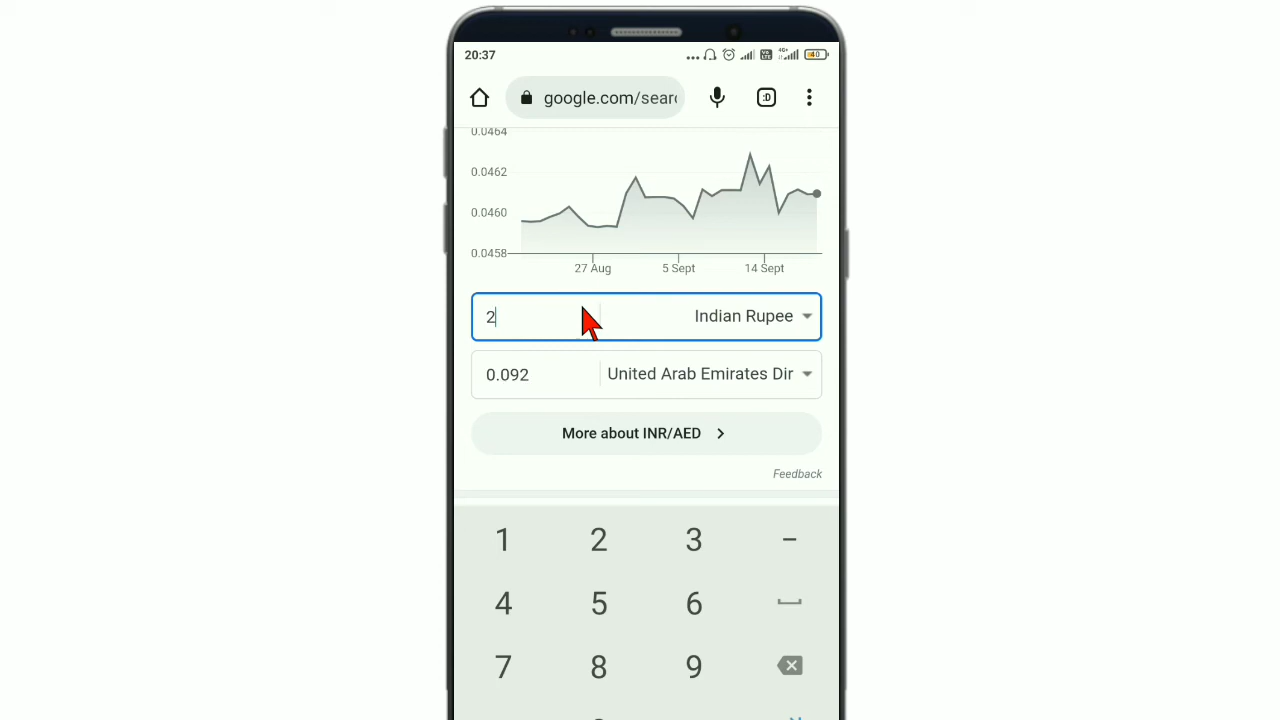 20:37
40
google.com/sear
:D
0.0464
0.0462
0.0460
0.0458
27 Aug 5 Sept 14 Sept
2 Indian Rupee
0.092 United Arab Emirates Dir
More about INR/AED
Feedback
1 2 3 -
4 5 6
7 8 9